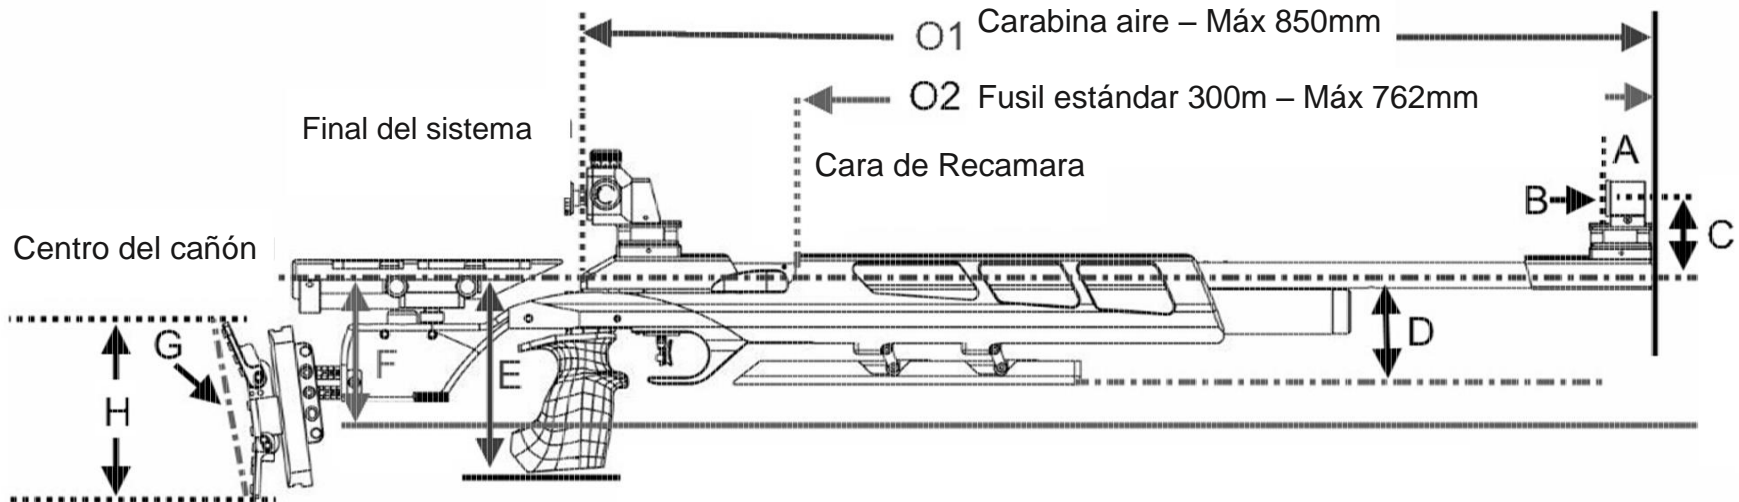 O1 Carabina aire – Máx 850mm
O2 Fusil estándar 300m – Máx 762mm
Final del sistema
Cara de Recamara
A
B
C
Centro del cañón
D
G
F
E
H